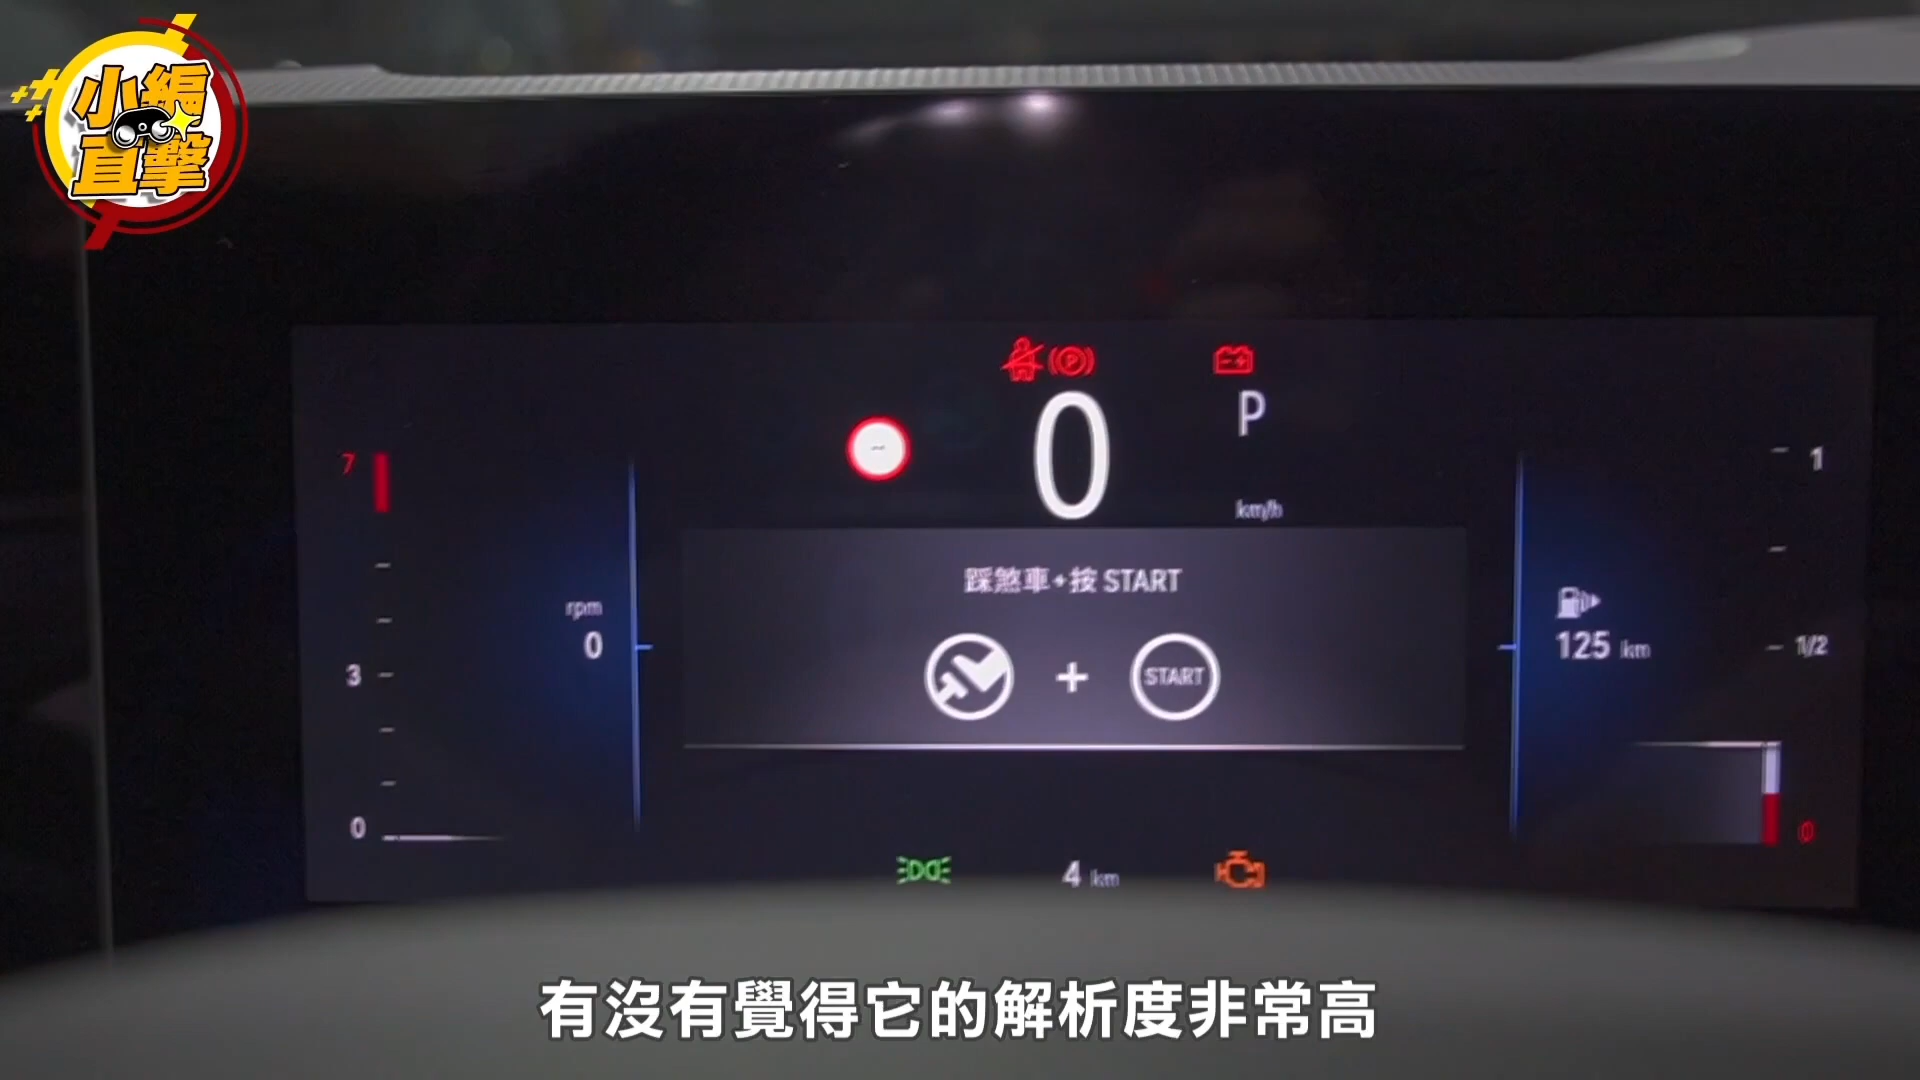 小編
直擊
0
P
km/h
7
3
0
rpm
0
踩煞車+按 START
+
START
125 km
1
1/2
0
4 km
有沒有覺得它的解析度非常高